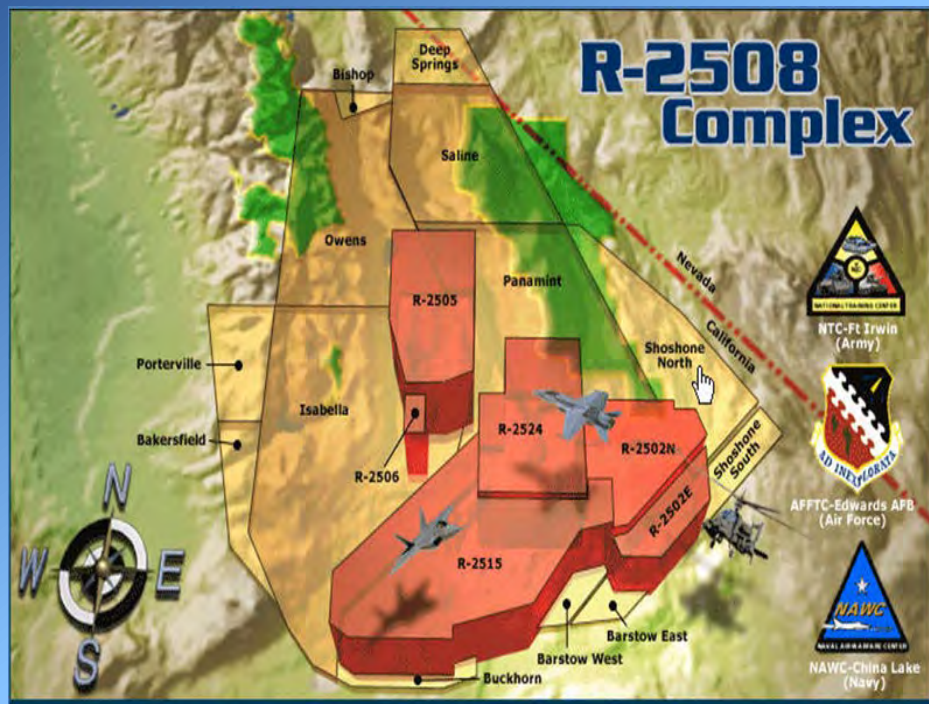 R-2508
Complex
Deep
Springs
Bishop
Saline
Owens
Panamint
Nevada
California
R-2505
Shoshone
North
Porterville
Isabella
Bakersfield
R-2506
R-2524
R-2502N
Shoshone
South
R-2502E
R-2515
Barstow East
Barstow West
Buckhorn
N
W E
S
NATIONAL TRAINING CENTER
NTC-Ft Irwin
(Army)
AD INEXPLORATA
AFFTC-Edwards AFB
(Air Force)
NAWC
NAVAL AIR WARFARE CENTER
NAWC-China Lake
(Navy)